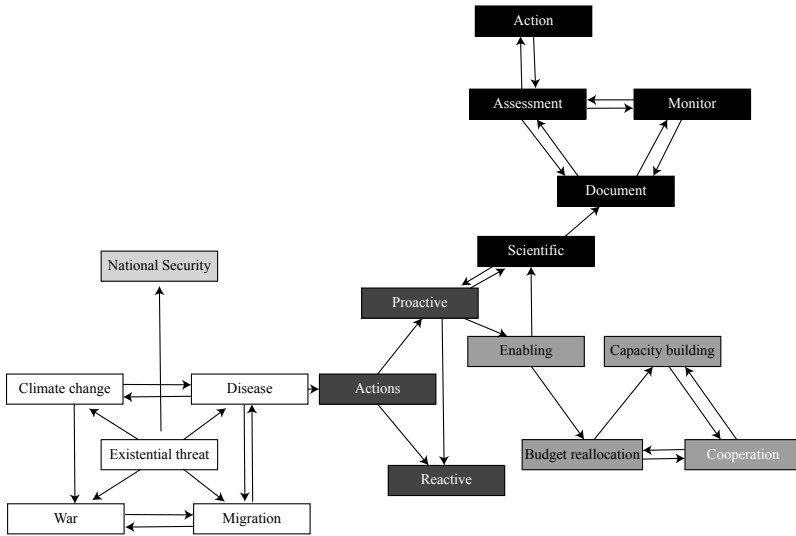 Action
Assessment
Monitor
Document
Scientific
National Security
Proactive
Enabling
Capacity building
Climate change
Disease
Actions
Existential threat
Budget reallocation
Cooperation
Reactive
War
Migration